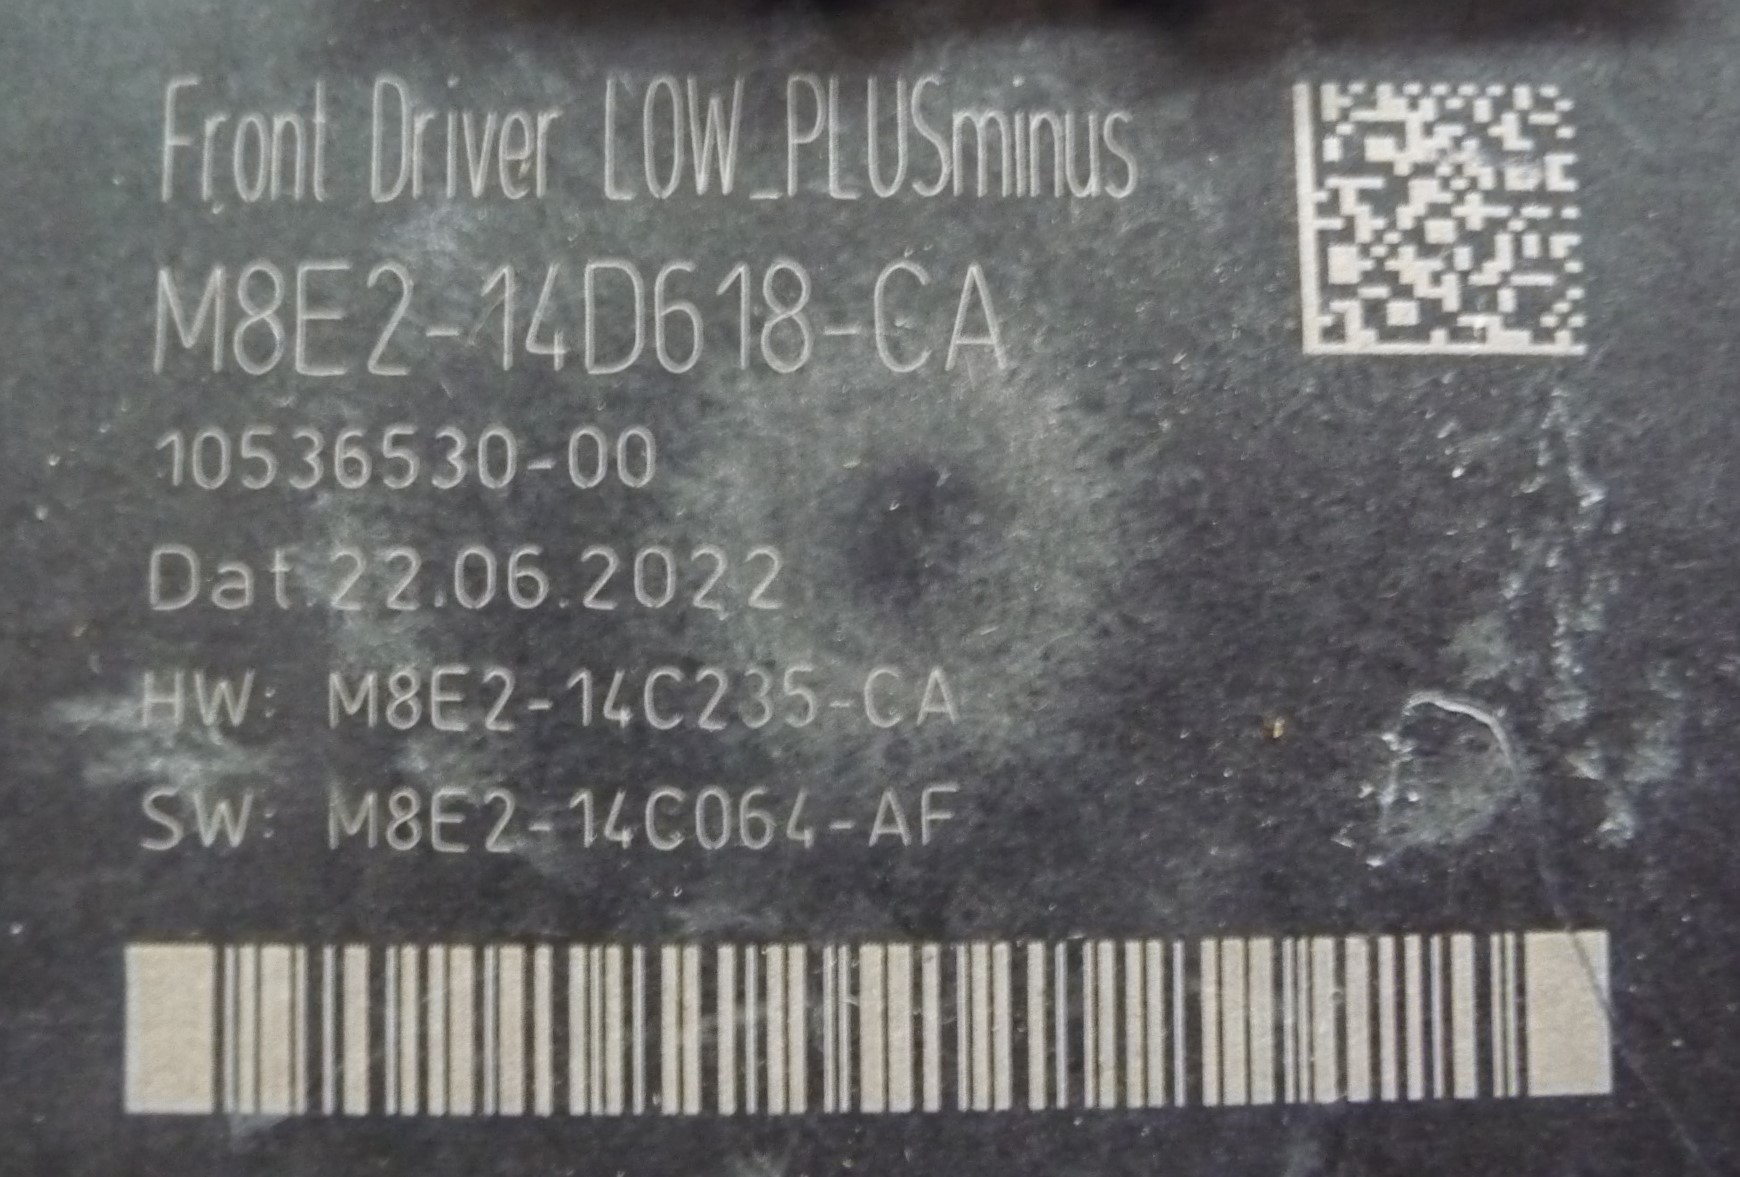 Front Driver LOW_PLUSminus
M8E2-14D618-CA
10536530-00
Dat.22.06.2022
HW: M8E2-14C235-CA
SW: M8E2-14C064-AF